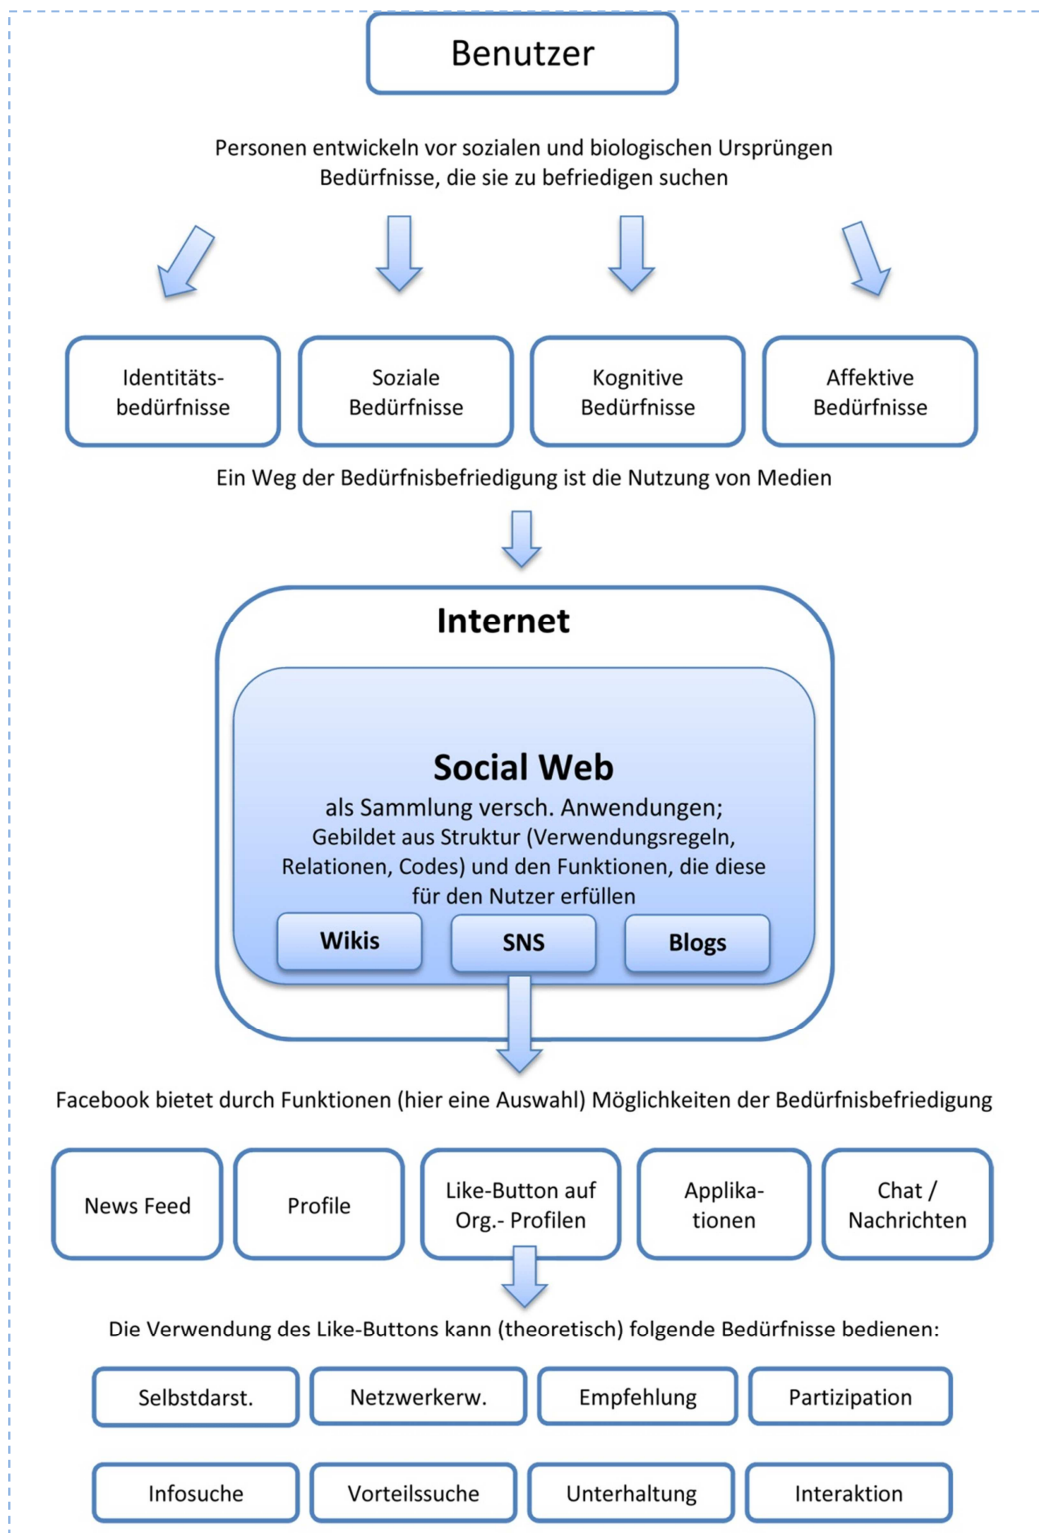 Benutzer
Personen entwickeln vor sozialen und biologischen Ursprüngen
Bedürfnisse, die sie zu befriedigen suchen
Identitäts-
bedürfnisse
Soziale
Bedürfnisse
Kognitive
Bedürfnisse
Affektive
Bedürfnisse
Ein Weg der Bedürfnisbefriedigung ist die Nutzung von Medien
Internet
Social Web
als Sammlung versch. Anwendungen;
Gebildet aus Struktur (Verwendungsregeln,
Relationen, Codes) und den Funktionen, die diese
für den Nutzer erfüllen
Wikis
SNS
Blogs
Facebook bietet durch Funktionen (hier eine Auswahl) Möglichkeiten der Bedürfnisbefriedigung
News Feed
Profile
Like-Button auf
Org.- Profilen
Applika-
tionen
Chat /
Nachrichten
Die Verwendung des Like-Buttons kann (theoretisch) folgende Bedürfnisse bedienen:
Selbstdarst.
Netzwerkerw.
Empfehlung
Partizipation
Infosuche
Vorteilssuche
Unterhaltung
Interaktion